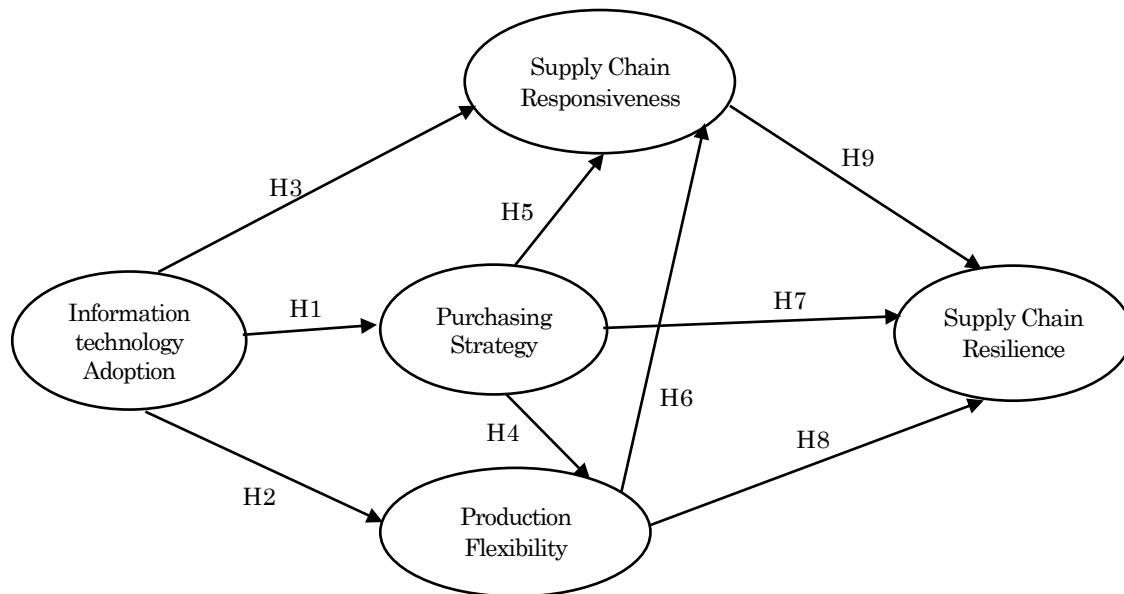 Supply Chain
Responsiveness
H9
H3
H5
Information
technology
Adoption
H1
Purchasing
Strategy
H7
Supply Chain
Resilience
H6
H4
H8
H2
Production
Flexibility